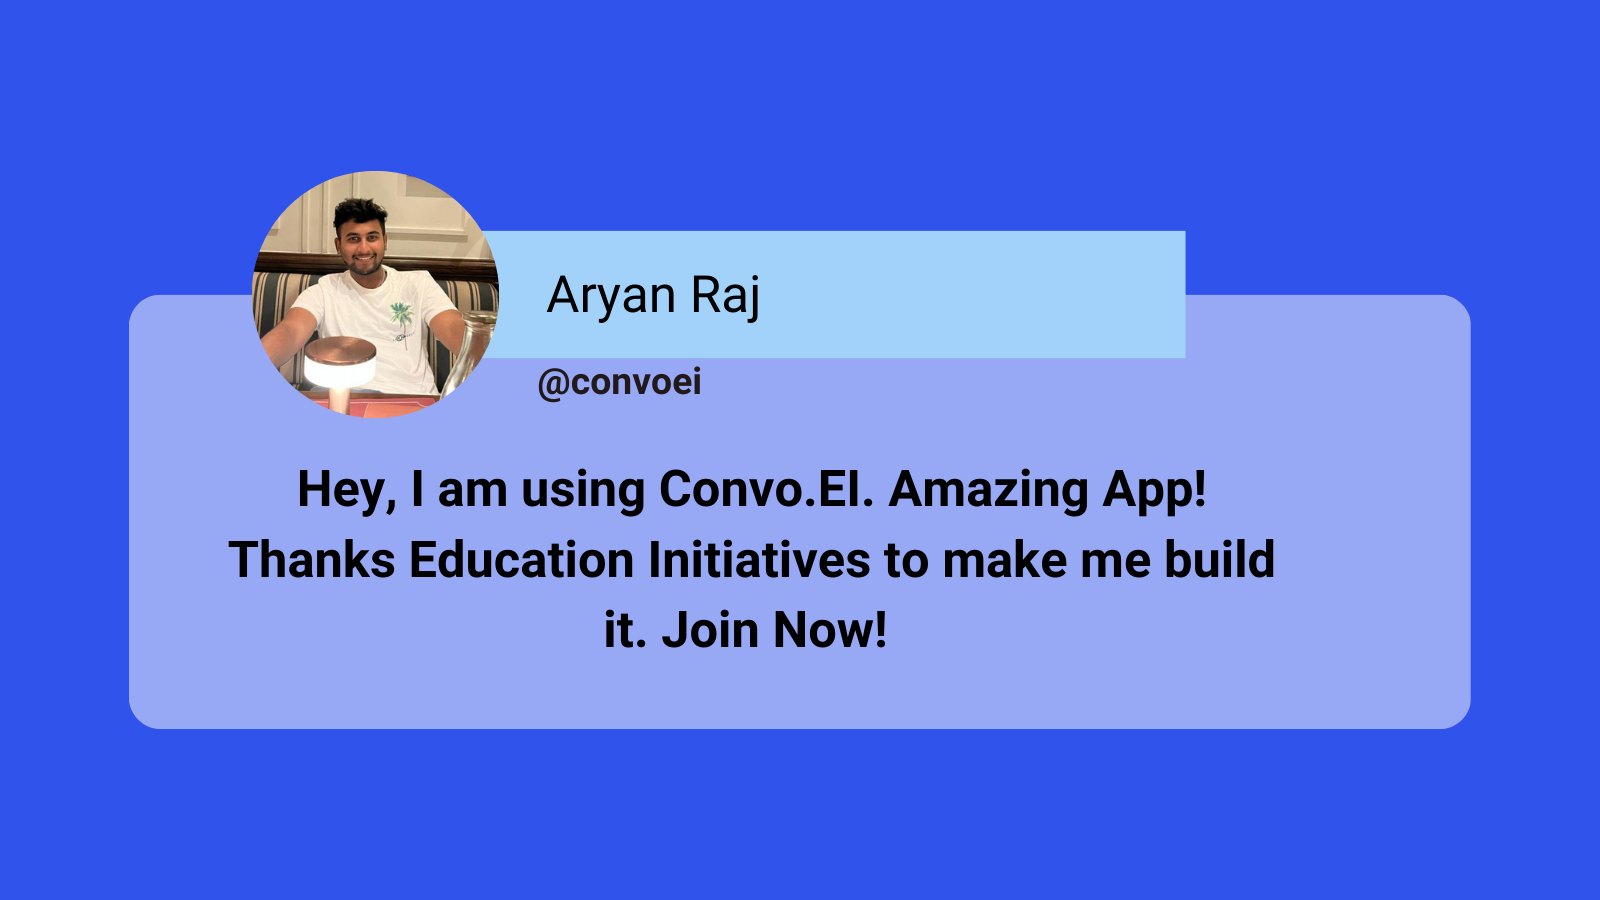 Aryan Raj
@convoei
Hey, I am using Convo.EI. Amazing App!
Thanks Education Initiatives to make me build
it. Join Now!